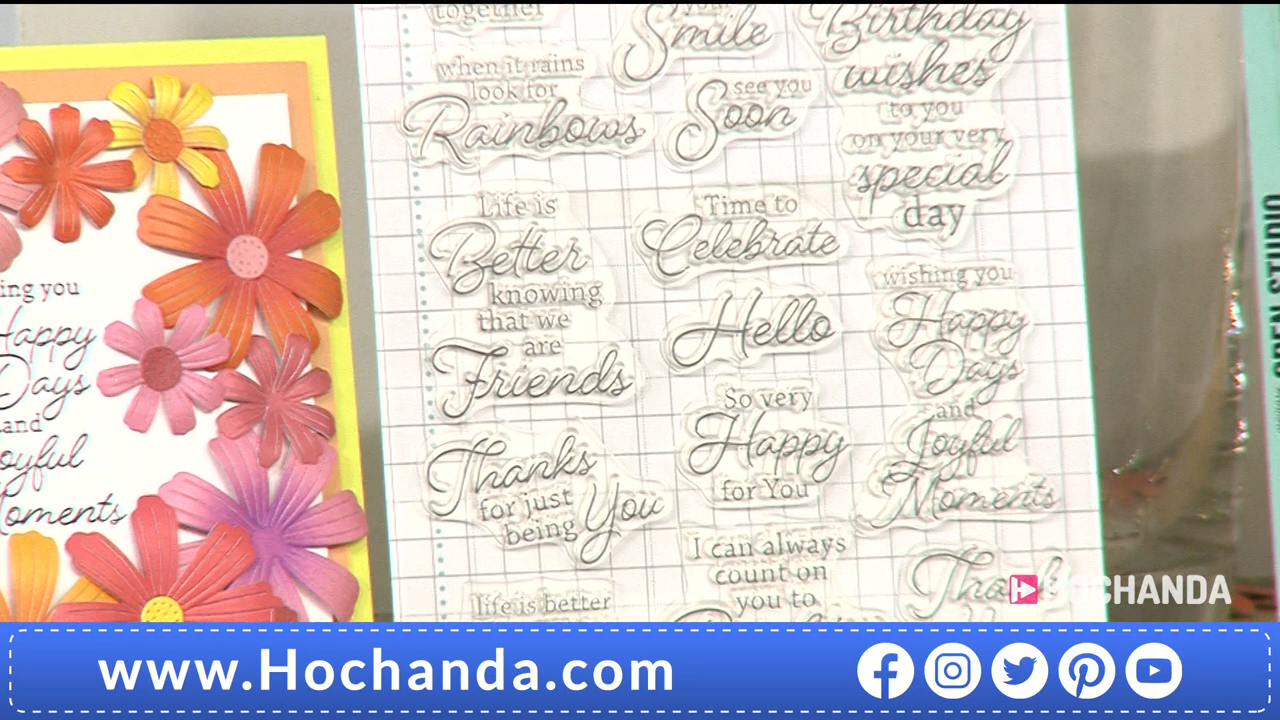 together
when it rains
look for
Rainbows
Life is
Better
knowing
that we
are
Friends
Thanks
for just
being You
life is better
you
Smile
see you
Soon
Time to
Celebrate
Hello
So very
Happy
for You
I can always
count on
you to
Birthday
wishes
to you
on your very
special
day
wishing you
Happy
Days
and
Joyful
Moments
ing you
Happy
Days
and
oyful
oments
HOCHANDA
www.Hochanda.com